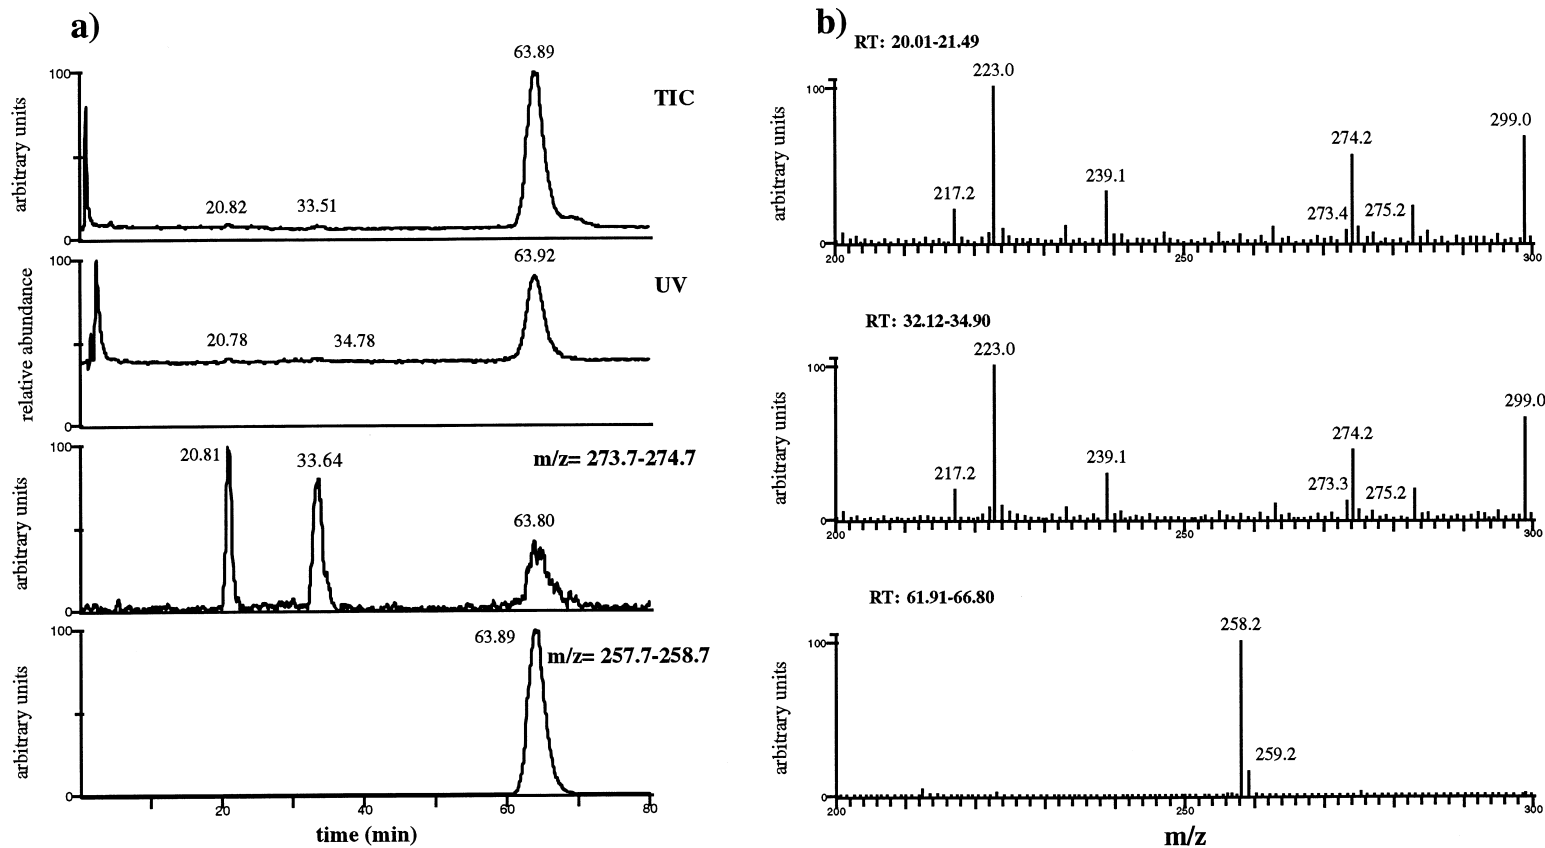 a)
63.89
100
TIC
arbitrary units
20.82
33.51
0
63.92
100
UV
relative abundance
20.78
34.78
0
100
20.81
33.64
m/z= 273.7-274.7
arbitrary units
63.80
0
100
63.89
m/z= 257.7-258.7
arbitrary units
0
20
40
60
80
time (min)
b)
RT: 20.01-21.49
223.0
100
299.0
274.2
arbitrary units
239.1
217.2
273.4
275.2
0
200
250
300
RT: 32.12-34.90
223.0
100
299.0
274.2
arbitrary units
239.1
217.2
273.3
275.2
0
200
250
300
RT: 61.91-66.80
258.2
100
arbitrary units
259.2
0
200
250
300
m/z